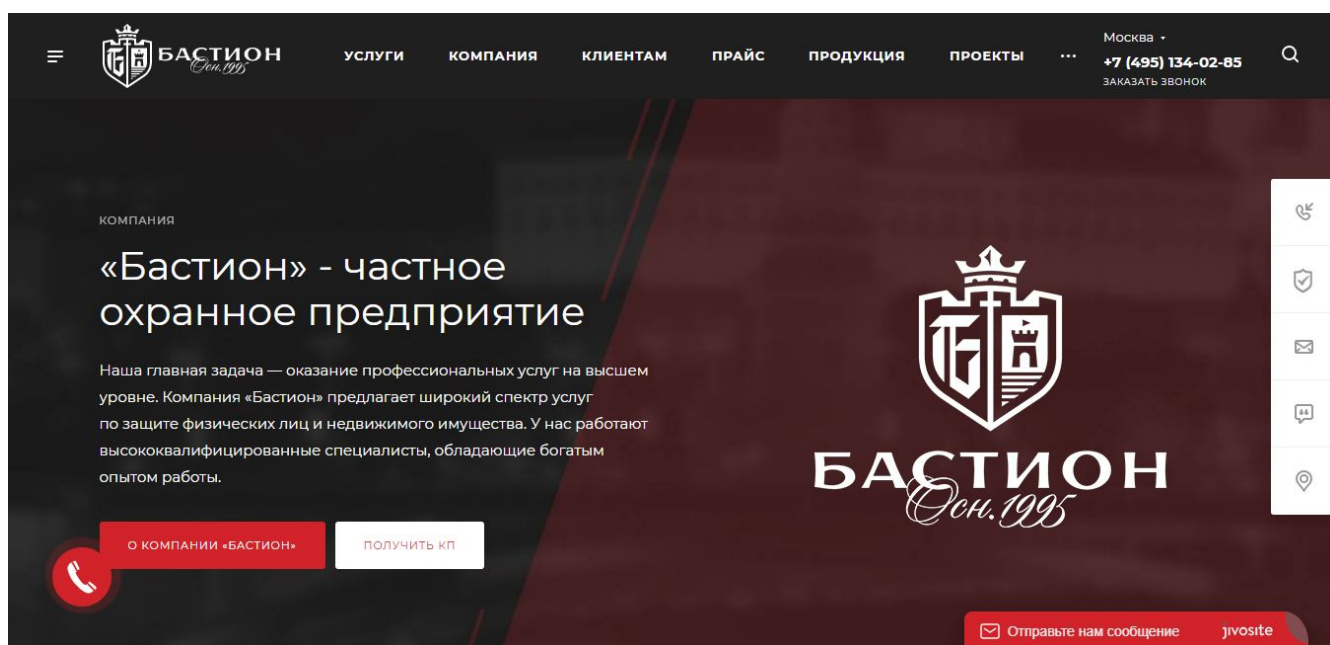 БАСТИОН
Осн.1995
УСЛУГИ
КОМПАНИЯ
КЛИЕНТАМ
ПРАЙС
ПРОДУКЦИЯ
ПРОЕКТЫ
...
Москва
+7 (495) 134-02-85
ЗАКАЗАТЬ ЗВОНОК
КОМПАНИЯ
«Бастион» - частное
охранное предприятие
Наша главная задача — оказание профессиональных услуг на высшем
уровне. Компания «Бастион» предлагает широкий спектр услуг
по защите физических лиц и недвижимого имущества. У нас работают
высококвалифицированные специалисты, обладающие богатым
опытом работы.
О КОМПАНИИ «БАСТИОН»
ПОЛУЧИТЬ КП
БАСТИОН
Осн.1995
Отправьте нам сообщение
jivosite